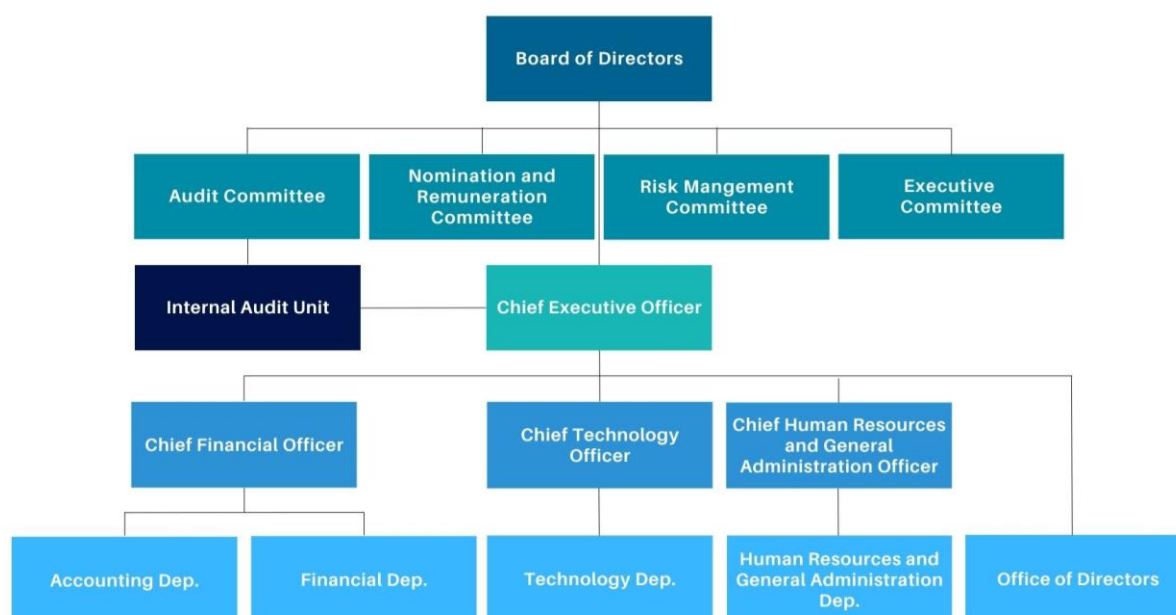 Board of Directors
Audit Committee
Nomination and
Remuneration
Committee
Risk Mangement
Committee
Executive
Committee
Internal Audit Unit
Chief Executive Officer
Chief Financial Officer
Chief Technology
Officer
Chief Human Resources
and General
Administration Officer
Accounting Dep.
Financial Dep.
Technology Dep.
Human Resources and
General Administration
Dep.
Office of Directors